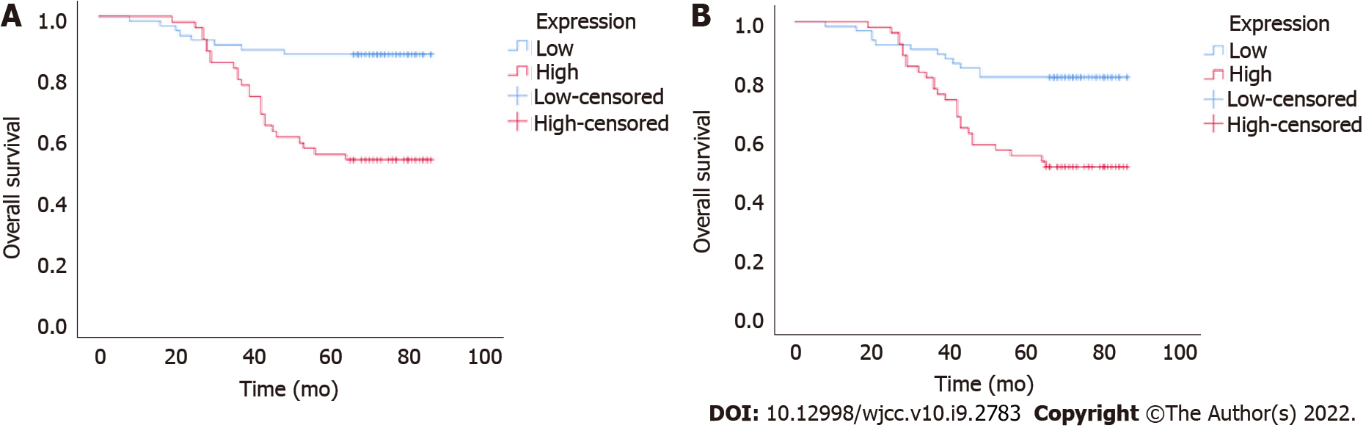 A
1.0
0.8
0.6
0.4
0.2
0.0
Overall survival
0 20 40 60 80 100
Time (mo)
Expression
Low
High
Low-censored
High-censored
B
1.0
0.8
0.6
0.4
0.2
0.0
Overall survival
0 20 40 60 80 100
Time (mo)
Expression
Low
High
Low-censored
High-censored
DOI: 10.12998/wjcc.v10.i9.2783 Copyright ©The Author(s) 2022.